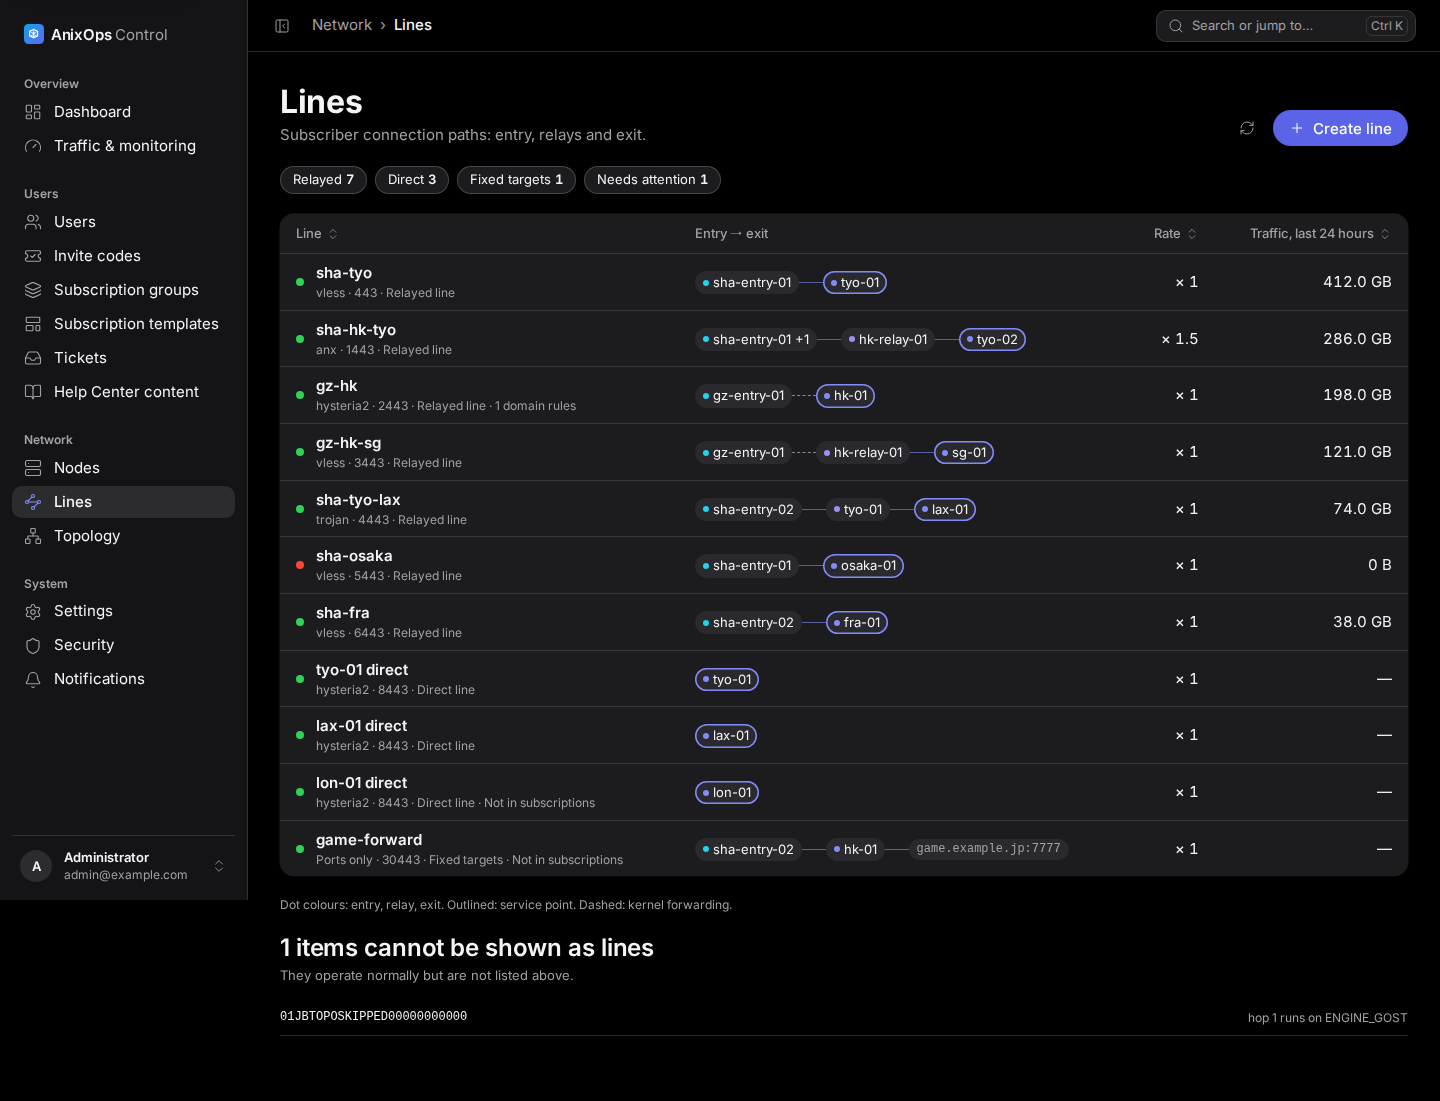 AnixOps Control
Overview
Dashboard
Traffic & monitoring
Users
Users
Invite codes
Subscription groups
Subscription templates
Tickets
Help Center content
Network
Nodes
Lines
Topology
System
Settings
Security
Notifications
A
Administrator
admin@example.com
Network › Lines
Search or jump to...
Ctrl K
Lines
Subscriber connection paths: entry, relays and exit.
Create line
Relayed 7
Direct 3
Fixed targets 1
Needs attention 1
Line
Entry → exit
Rate
Traffic, last 24 hours
sha-tyo
vless · 443 · Relayed line
sha-entry-01
tyo-01
× 1
412.0 GB
sha-hk-tyo
anx · 1443 · Relayed line
sha-entry-01 +1
hk-relay-01
tyo-02
× 1.5
286.0 GB
gz-hk
hysteria2 · 2443 · Relayed line · 1 domain rules
gz-entry-01
hk-01
× 1
198.0 GB
gz-hk-sg
vless · 3443 · Relayed line
gz-entry-01
hk-relay-01
sg-01
× 1
121.0 GB
sha-tyo-lax
trojan · 4443 · Relayed line
sha-entry-02
tyo-01
lax-01
× 1
74.0 GB
sha-osaka
vless · 5443 · Relayed line
sha-entry-01
osaka-01
× 1
0 B
sha-fra
vless · 6443 · Relayed line
sha-entry-02
fra-01
× 1
38.0 GB
tyo-01 direct
hysteria2 · 8443 · Direct line
tyo-01
× 1
—
lax-01 direct
hysteria2 · 8443 · Direct line
lax-01
× 1
—
lon-01 direct
hysteria2 · 8443 · Direct line · Not in subscriptions
lon-01
× 1
—
game-forward
Ports only · 30443 · Fixed targets · Not in subscriptions
sha-entry-02
hk-01
game.example.jp:7777
× 1
—
Dot colours: entry, relay, exit. Outlined: service point. Dashed: kernel forwarding.
1 items cannot be shown as lines
They operate normally but are not listed above.
01JBTOPOSKIPPED00000000000
hop 1 runs on ENGINE_GOST